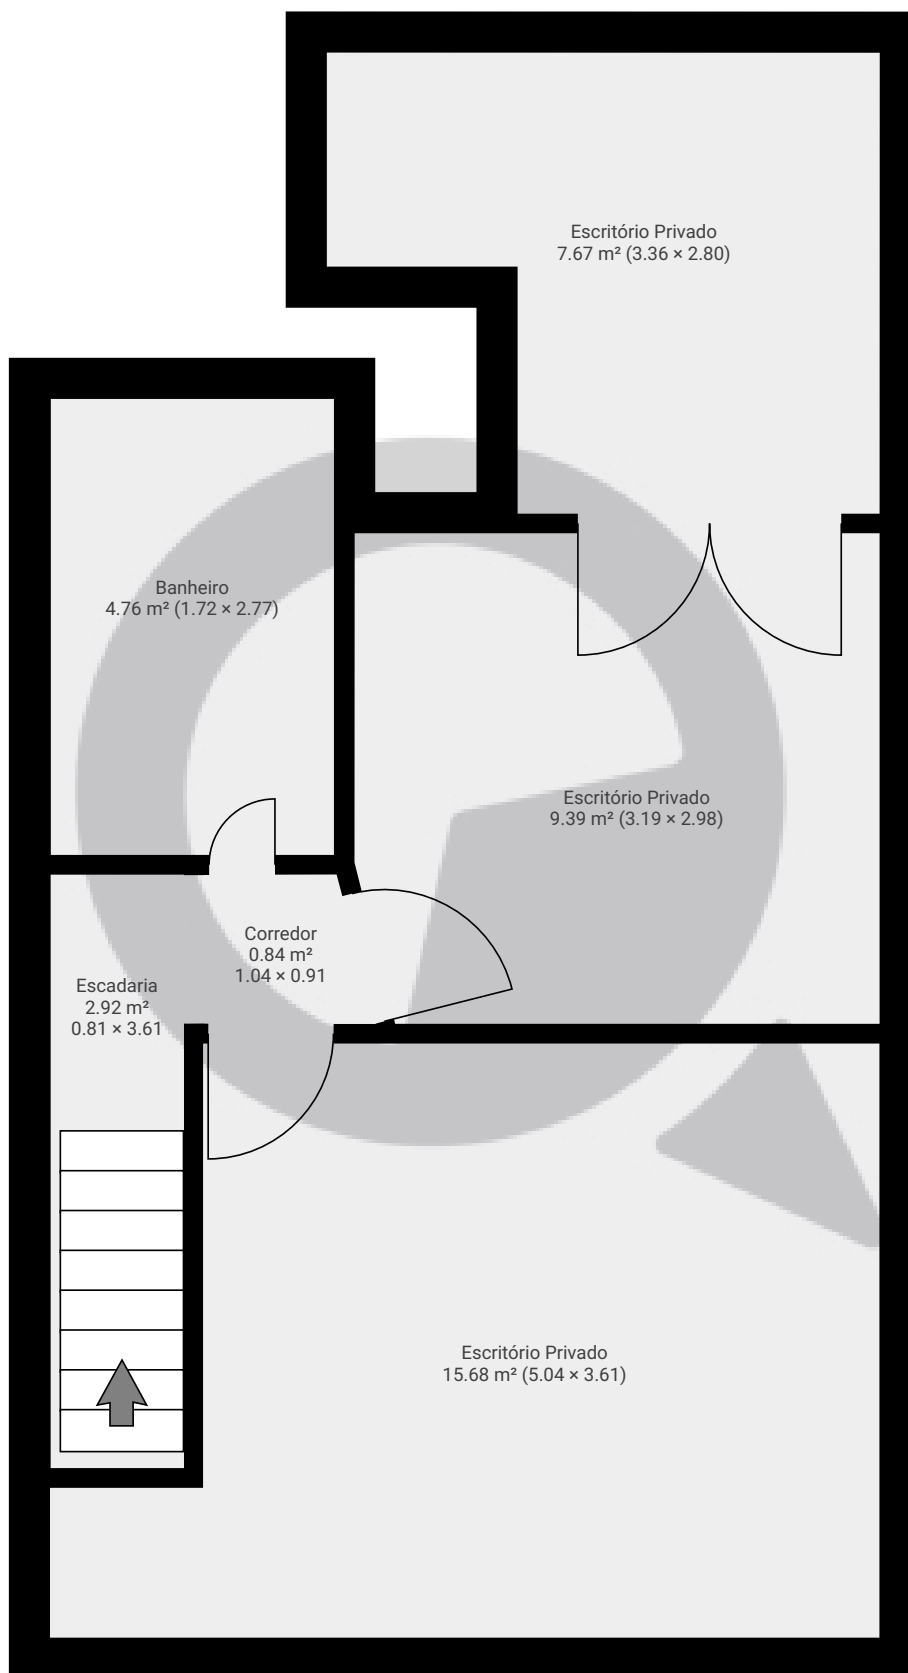 Escritório Privado
7.67 m² (3.36 × 2.80)
Banheiro
4.76 m² (1.72 × 2.77)
Escritório Privado
9.39 m² (3.19 × 2.98)
Corredor
0.84 m²
1.04 × 0.91
Escadaria
2.92 m²
0.81 × 3.61
Escritório Privado
15.68 m² (5.04 × 3.61)